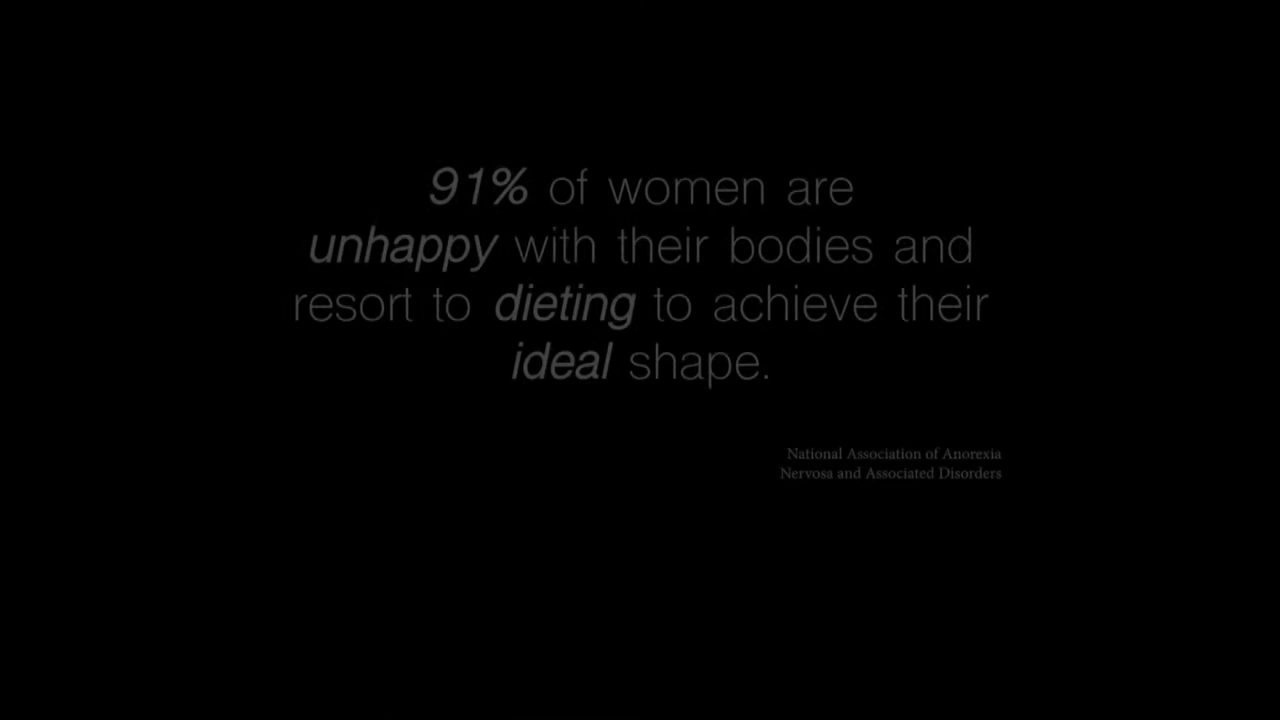 91% of women are
unhappy with their bodies and
resort to dieting to achieve their
ideal shape.
National Association of Anorexia
Nervosa and Associated Disorders